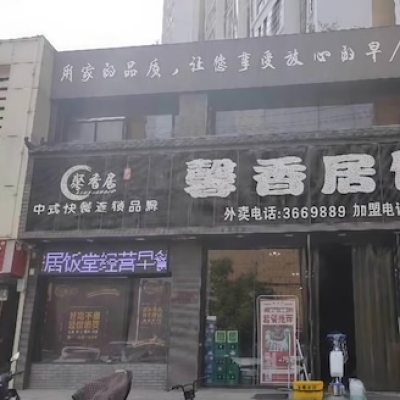 用家的品质，让您享受放心的早
馨香居
中式快餐连锁品牌
馨香居
外卖电话:3669889 加盟电话
居饭堂经营早